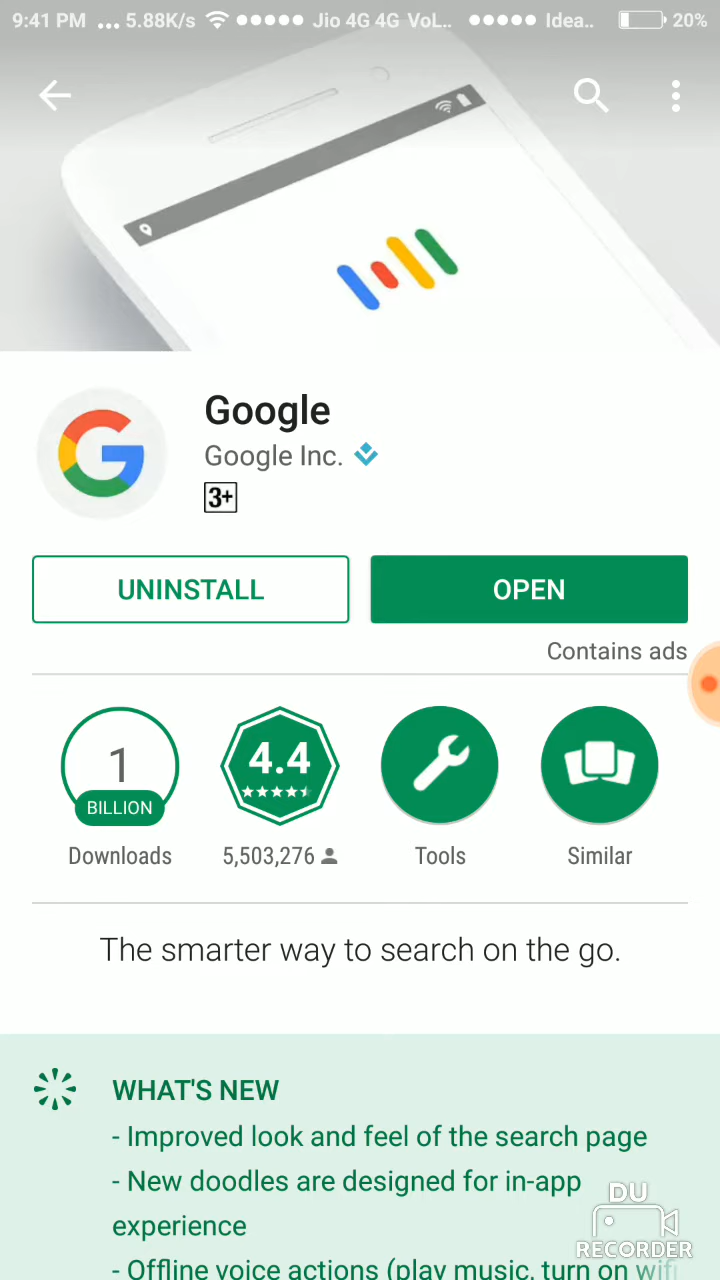 9:41 PM ... 5.88K/s Jio 4G 4G VoL.. Idea.. 20%
Google
Google Inc.
3+
UNINSTALL OPEN
Contains ads
1 BILLION
4.4
Downloads 5,503,276 Tools Similar
The smarter way to search on the go.
WHAT'S NEW
- Improved look and feel of the search page
- New doodles are designed for in-app
experience
- Offline voice actions (play music, turn on wifi
DU
RECORDER